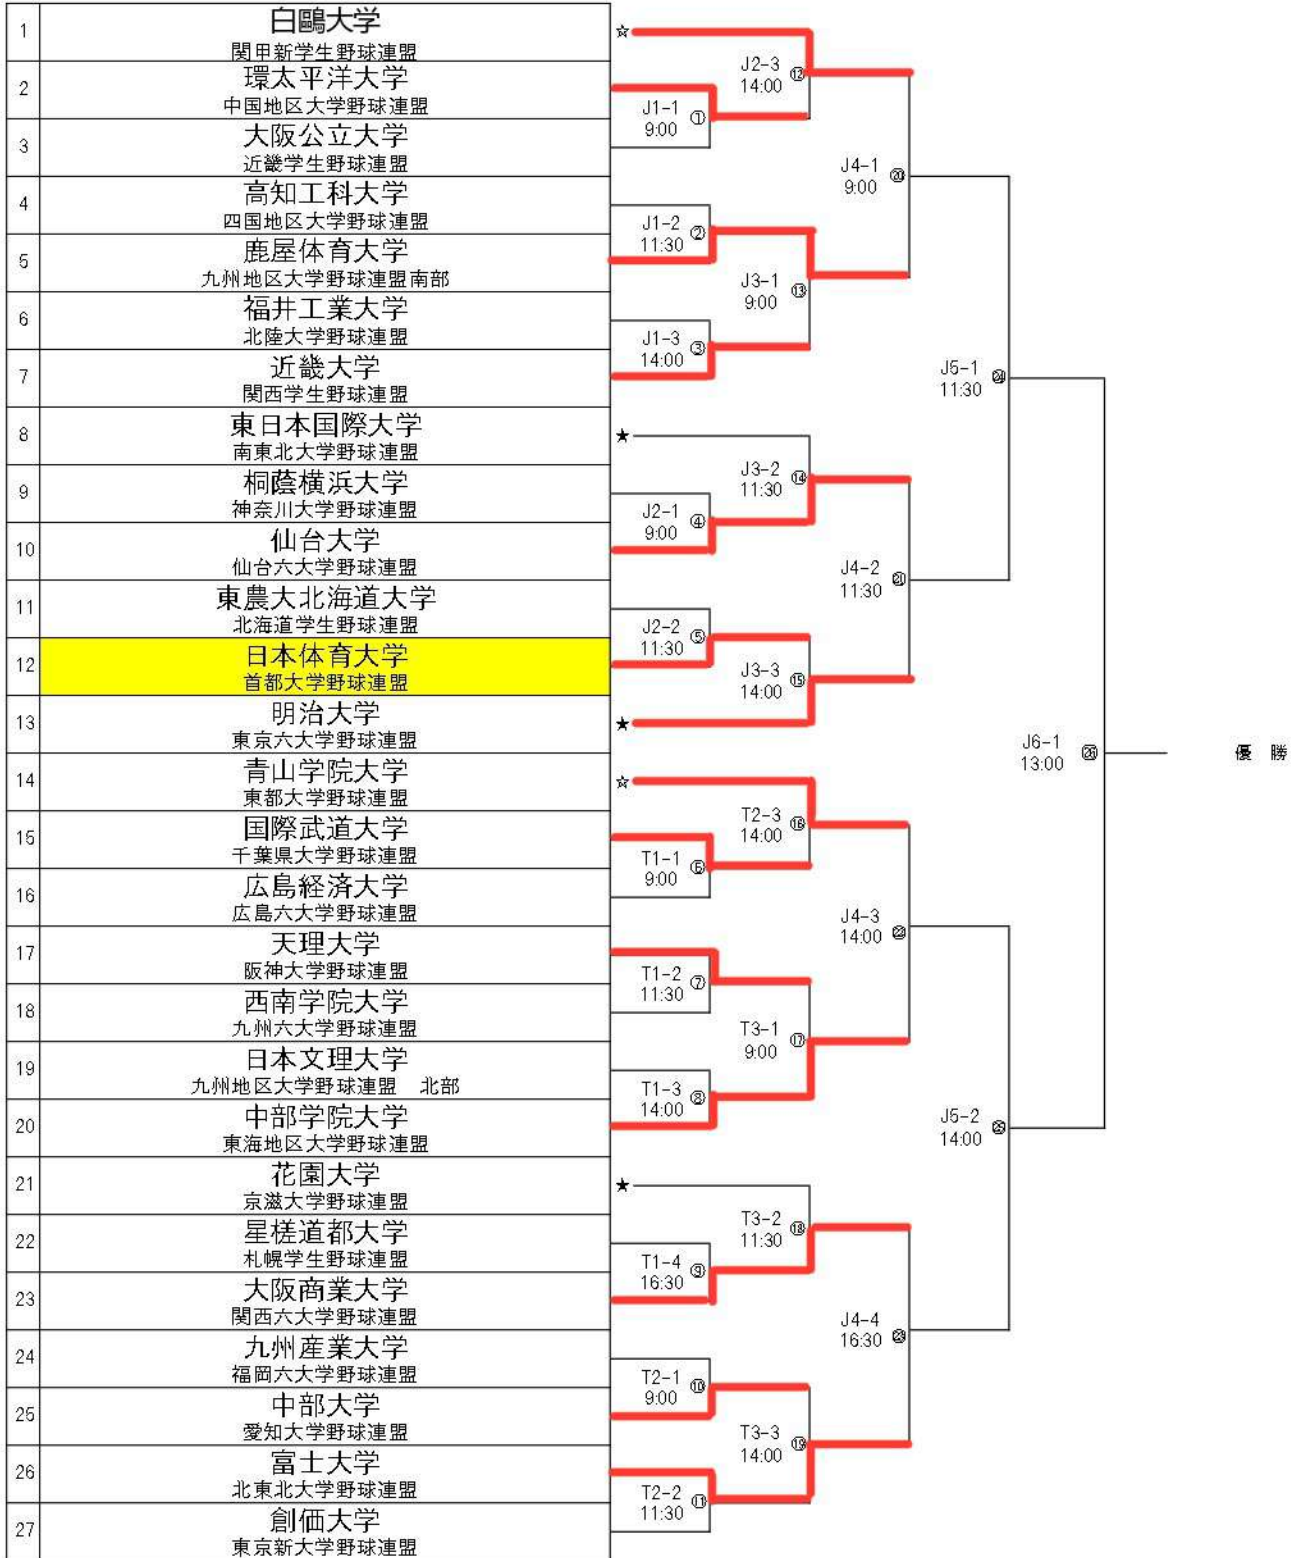 1
白鷗大学
関甲新学生野球連盟
2
環太平洋大学
中国地区大学野球連盟
3
大阪公立大学
近畿学生野球連盟
4
高知工科大学
四国地区大学野球連盟
5
鹿屋体育大学
九州地区大学野球連盟南部
6
福井工業大学
北陸大学野球連盟
7
近畿大学
関西学生野球連盟
8
東日本国際大学
南東北大学野球連盟
9
桐蔭横浜大学
神奈川大学野球連盟
10
仙台大学
仙台六大学野球連盟
11
東農大北海道大学
北海道学生野球連盟
12
日本体育大学
首都大学野球連盟
13
明治大学
東京六大学野球連盟
14
青山学院大学
東都大学野球連盟
15
国際武道大学
千葉県大学野球連盟
16
広島経済大学
広島六大学野球連盟
17
天理大学
阪神大学野球連盟
18
西南学院大学
九州六大学野球連盟
19
日本文理大学
九州地区大学野球連盟　北部
20
中部学院大学
東海地区大学野球連盟
21
花園大学
京滋大学野球連盟
22
星槎道都大学
札幌学生野球連盟
23
大阪商業大学
関西六大学野球連盟
24
九州産業大学
福岡六大学野球連盟
25
中部大学
愛知大学野球連盟
26
富士大学
北東北大学野球連盟
27
創価大学
東京新大学野球連盟
☆
J1-1 ①
9:00
J1-2 ②
11:30
J1-3 ③
14:00
★
J2-1 ④
9:00
J2-2 ⑤
11:30
★
☆
T1-1 ⑥
9:00
T1-2 ⑦
11:30
T1-3 ⑧
14:00
★
T1-4 ⑨
16:30
T2-1 ⑩
9:00
T2-2 ⑪
11:30
J2-3 ⑫
14:00
J3-1 ⑬
9:00
J3-2 ⑭
11:30
J3-3 ⑮
14:00
T2-3 ⑯
14:00
T3-1 ⑰
9:00
T3-2 ⑱
11:30
T3-3 ⑲
14:00
J4-1 ⑳
9:00
J4-2 ㉑
11:30
J4-3 ㉒
14:00
J4-4 ㉓
16:30
J5-1 ㉔
11:30
J5-2 ㉕
14:00
J6-1 ㉖
13:00
優　勝